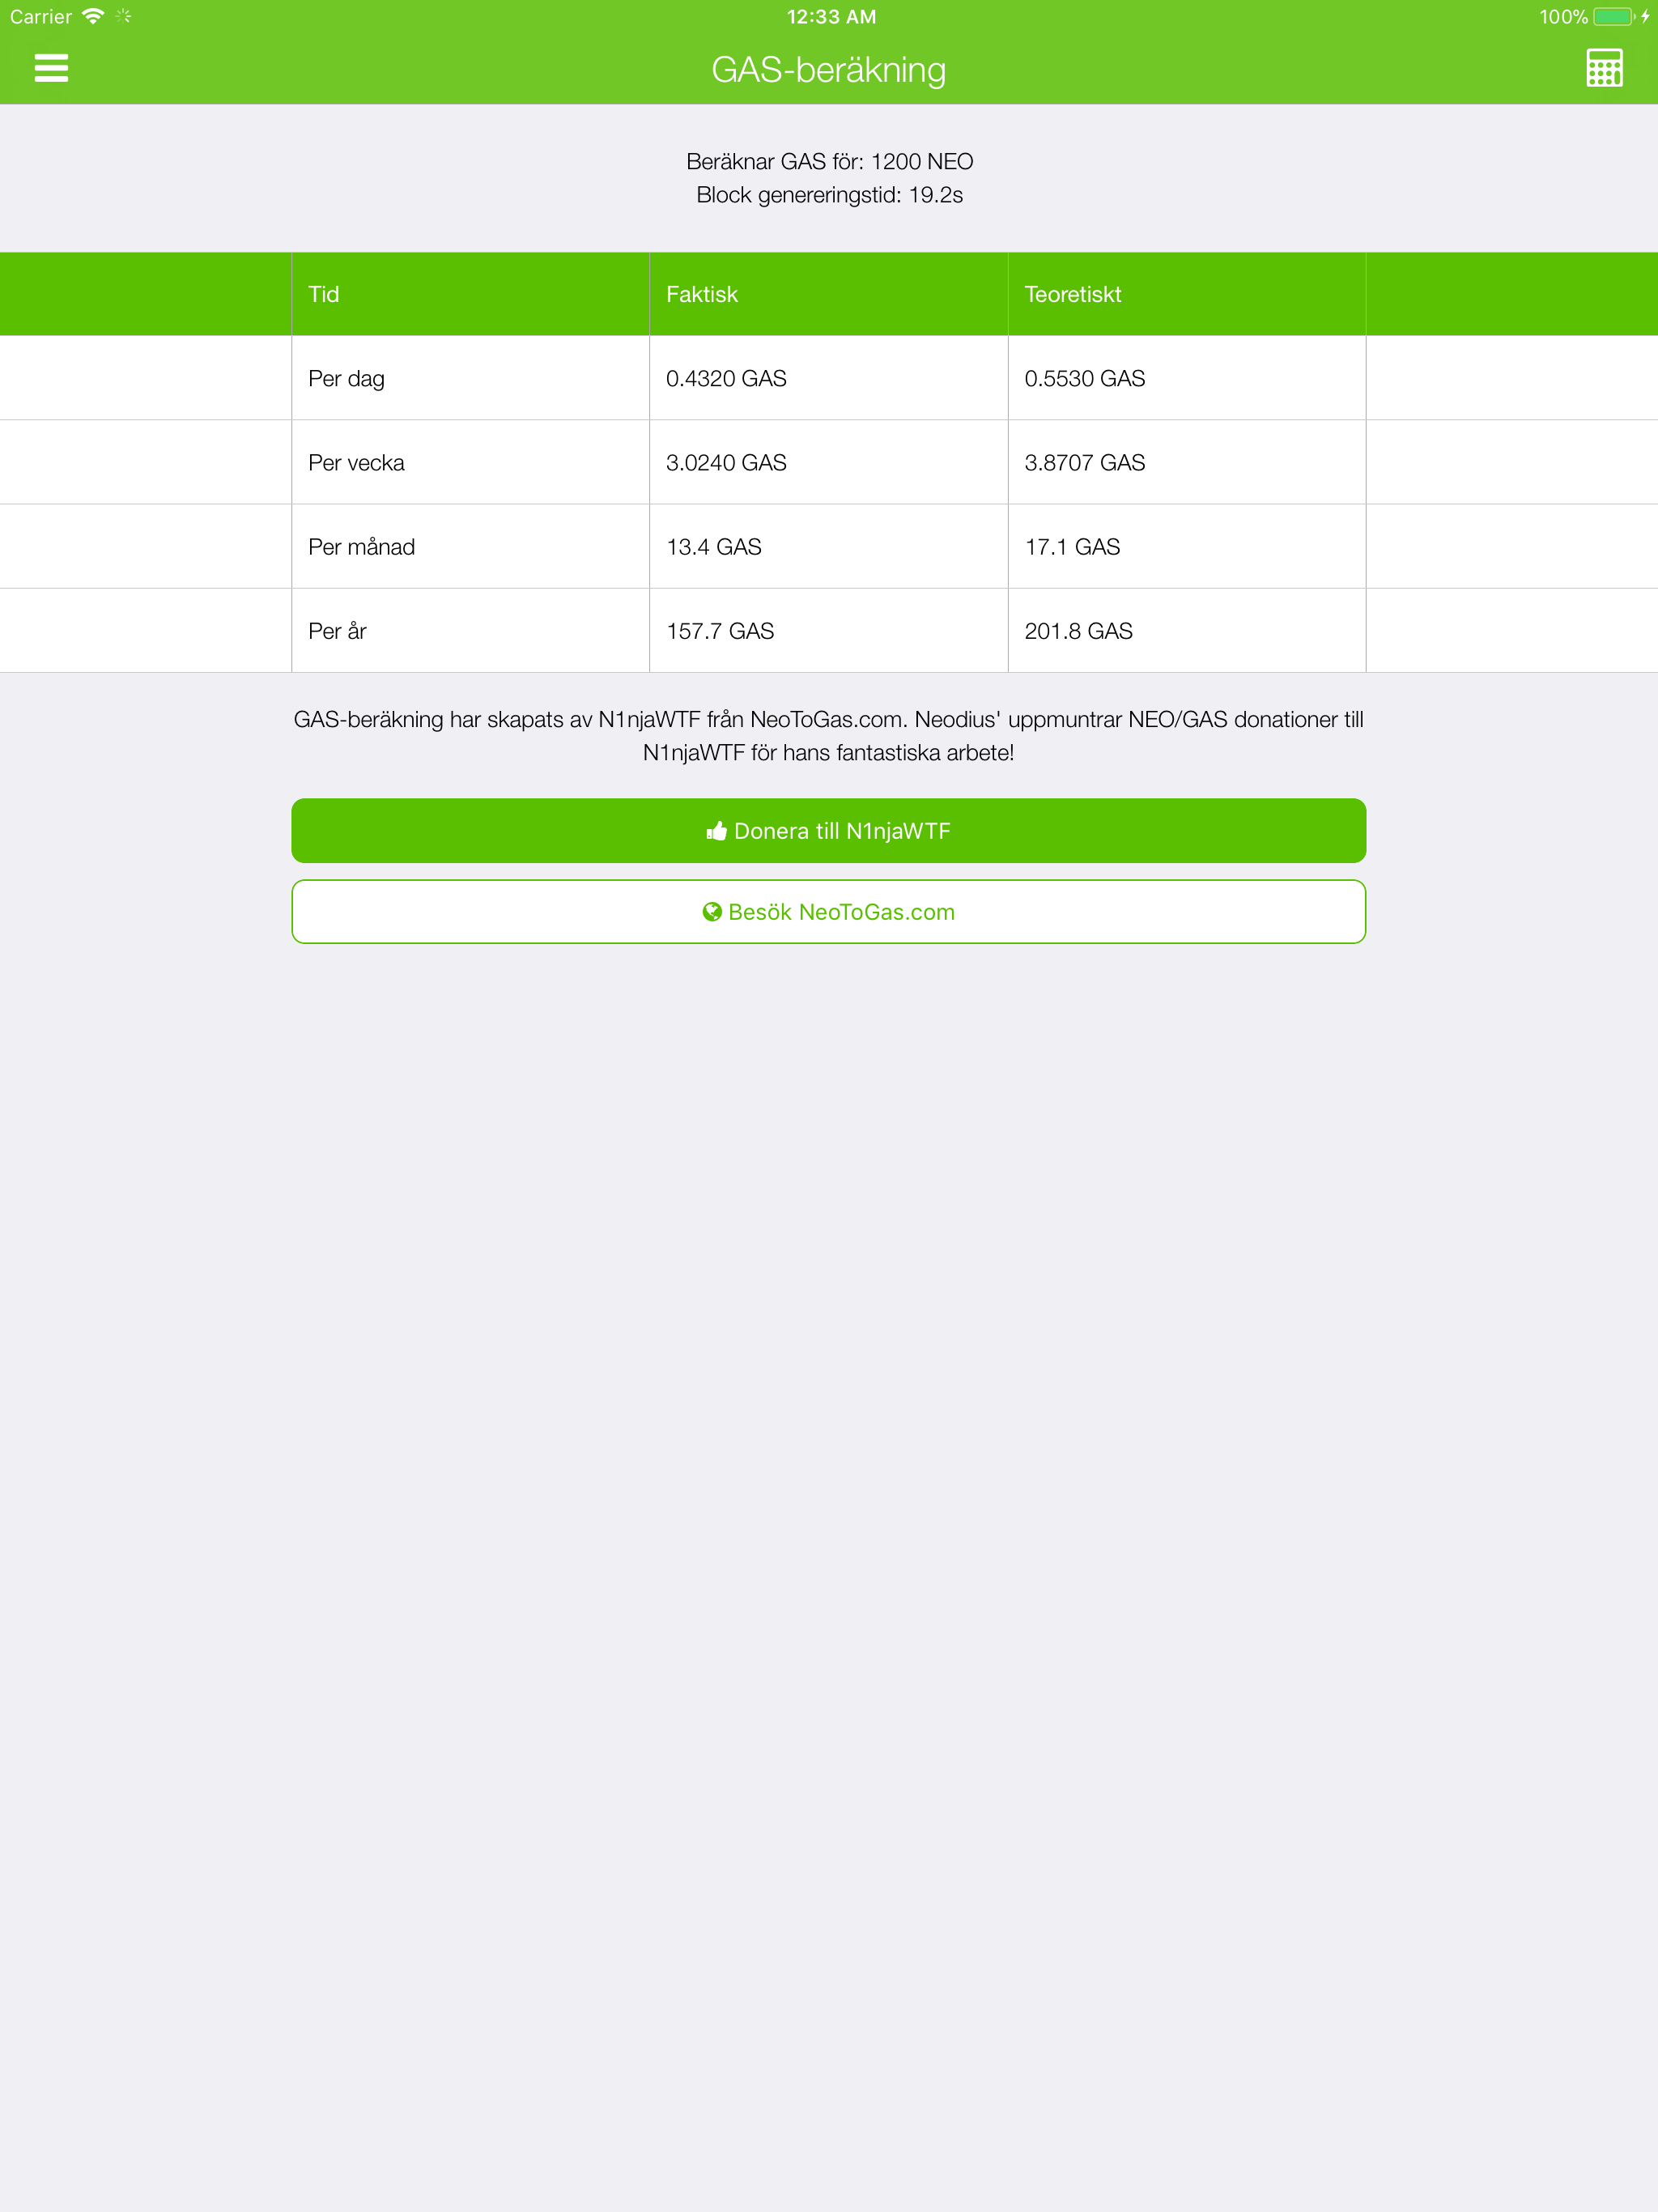 Carrier 12:33 AM 100%
GAS-beräkning
Beräknar GAS för: 1200 NEO
Block genereringstid: 19.2s
Tid Faktisk Teoretiskt
Per dag 0.4320 GAS 0.5530 GAS
Per vecka 3.0240 GAS 3.8707 GAS
Per månad 13.4 GAS 17.1 GAS
Per år 157.7 GAS 201.8 GAS
GAS-beräkning har skapats av N1njaWTF från NeoToGas.com. Neodius' uppmuntrar NEO/GAS donationer till
N1njaWTF för hans fantastiska arbete!
Donera till N1njaWTF
Besök NeoToGas.com